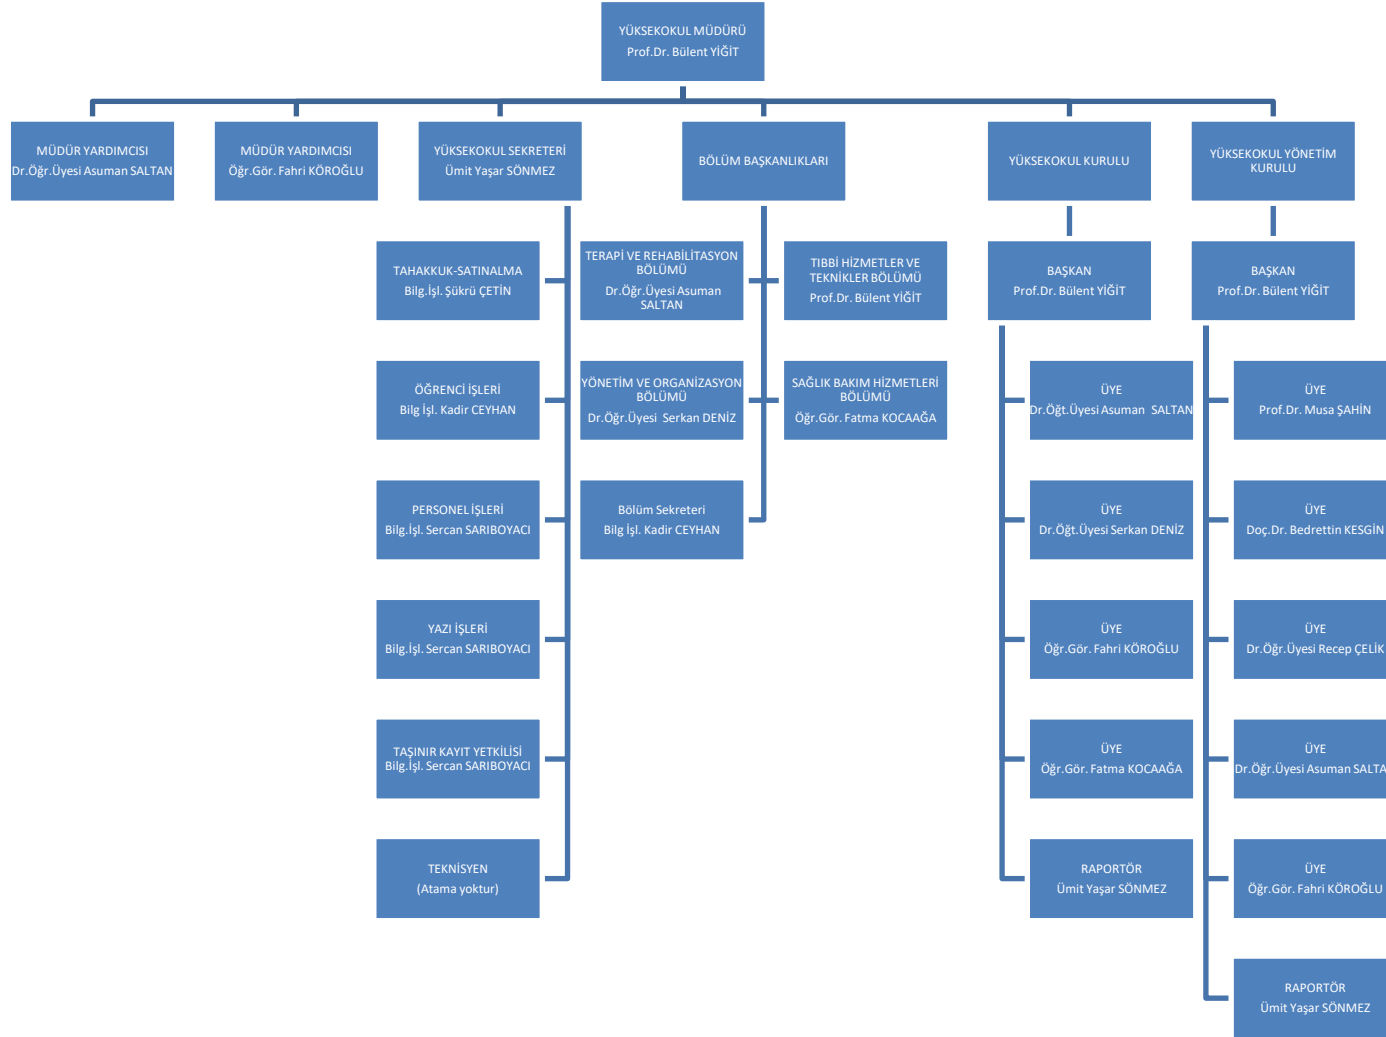 YÜKSEKOKUL MÜDÜRÜ
Prof.Dr. Bülent YİĞİT
MÜDÜR YARDIMCISI
Dr.Öğr.Üyesi Asuman SALTAN
MÜDÜR YARDIMCISI
Öğr.Gör. Fahri KÖROĞLU
YÜKSEKOKUL SEKRETERİ
Ümit Yaşar SÖNMEZ
BÖLÜM BAŞKANLIKLARI
YÜKSEKOKUL KURULU
YÜKSEKOKUL YÖNETİM
KURULU
TAHAKKUK-SATINALMA
Bilg.İşl. Şükrü ÇETİN
ÖĞRENCİ İŞLERİ
Bilg İşl. Kadir CEYHAN
PERSONEL İŞLERİ
Bilg.İşl. Sercan SARIBOYACI
YAZI İŞLERİ
Bilg.İşl. Sercan SARIBOYACI
TAŞINIR KAYIT YETKİLİSİ
Bilg.İşl. Sercan SARIBOYACI
TEKNİSYEN
(Atama yoktur)
TERAPİ VE REHABİLİTASYON
BÖLÜMÜ
Dr.Öğr.Üyesi Asuman
SALTAN
TIBBİ HİZMETLER VE
TEKNİKLER BÖLÜMÜ
Prof.Dr. Bülent YİĞİT
YÖNETİM VE ORGANİZASYON
BÖLÜMÜ
Dr.Öğr.Üyesi  Serkan DENİZ
SAĞLIK BAKIM HİZMETLERİ
BÖLÜMÜ
Öğr.Gör. Fatma KOCAAĞA
Bölüm Sekreteri
Bilg İşl. Kadir CEYHAN
BAŞKAN
Prof.Dr. Bülent YİĞİT
ÜYE
Dr.Öğt.Üyesi Asuman  SALTAN
ÜYE
Dr.Öğt.Üyesi Serkan DENİZ
ÜYE
Öğr.Gör. Fahri KÖROĞLU
ÜYE
Öğr.Gör. Fatma KOCAAĞA
RAPORTÖR
Ümit Yaşar SÖNMEZ
BAŞKAN
Prof.Dr. Bülent YİĞİT
ÜYE
Prof.Dr. Musa ŞAHİN
ÜYE
Doç.Dr. Bedrettin KESGİN
ÜYE
Dr.Öğr.Üyesi Recep ÇELİK
ÜYE
Dr.Öğr.Üyesi Asuman SALTA
ÜYE
Öğr.Gör. Fahri KÖROĞLU
RAPORTÖR
Ümit Yaşar SÖNMEZ